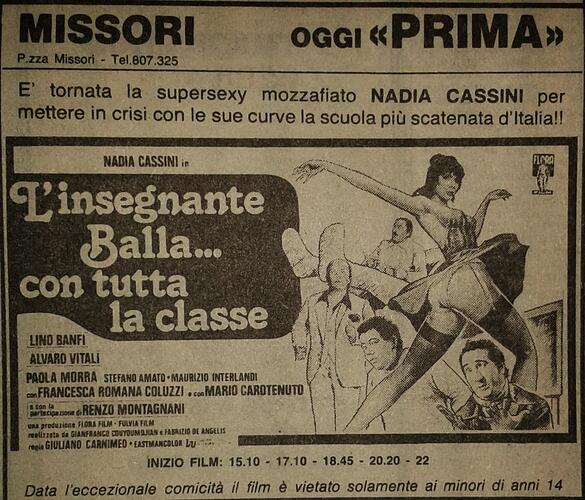 MISSORI OGGI «PRIMA»
P.zza Missori - Tel.807.325
E' tornata la supersexy mozzafiato NADIA CASSINI per
mettere in crisi con le sue curve la scuola più scatenata d'Italia!!
NADIA CASSINI in
FLORA
L'insegnante
Balla...
con tutta
la classe
LINO BANFI
ALVARO VITALI
PAOLA MORRA STEFANO AMATO • MAURIZIO INTERLANDI
con FRANCESCA ROMANA COLUZZI • con MARIO CAROTENUTO
e con la
partecipazione di RENZO MONTAGNANI
una produzione FLORA FILM - FULVIA FILM
realizzata da GIANFRANCO COUYOUMDJIAN e FABRIZIO DE ANGELIS
regia GIULIANO CARNIMEO • EASTMANCOLOR
INIZIO FILM: 15.10 - 17.10 - 18.45 - 20.20 - 22
Data l'eccezionale comicità il film è vietato solamente ai minori di anni 14